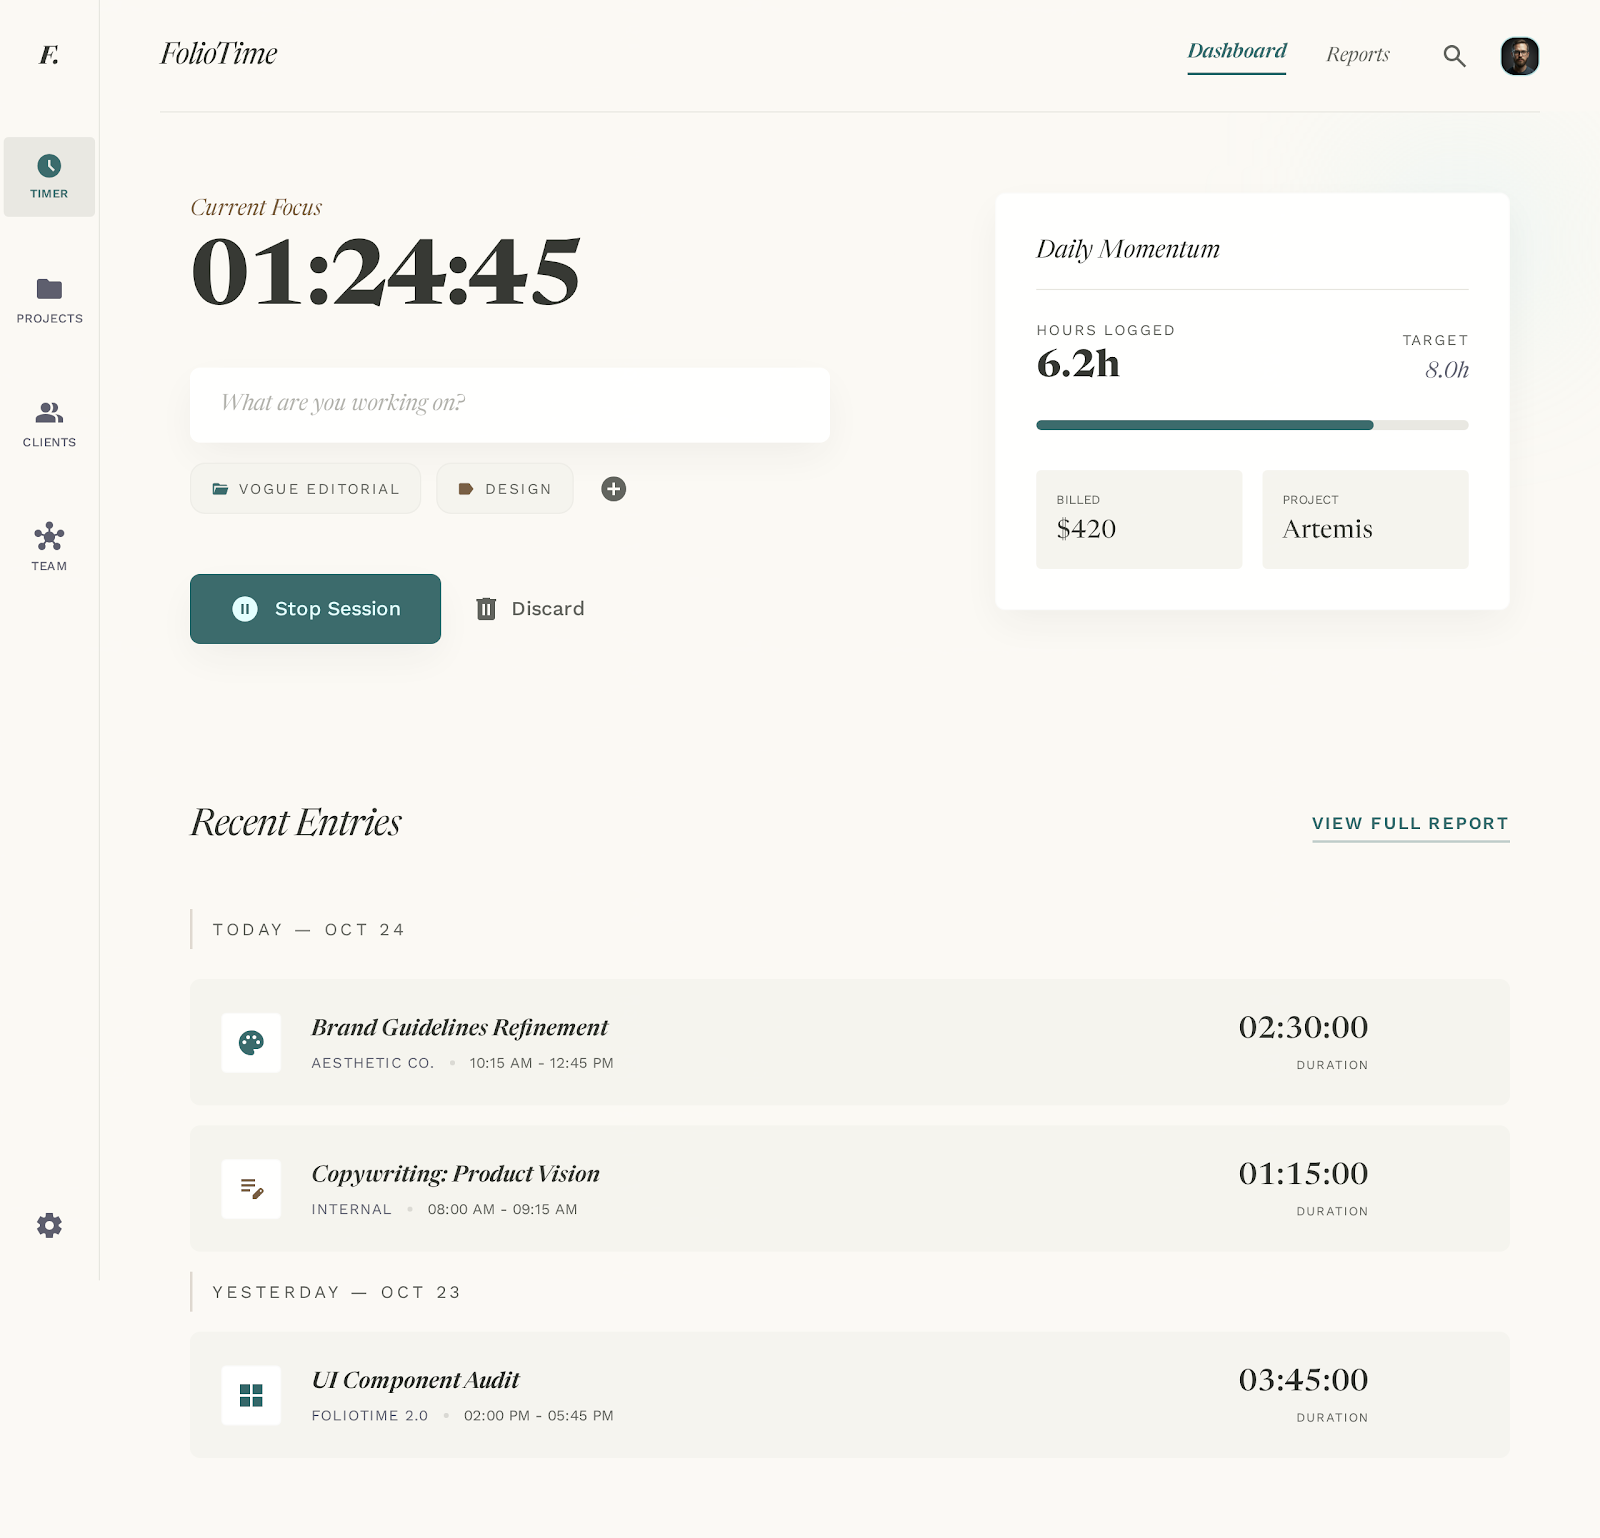 F.
FolioTime
Dashboard
Reports
TIMER
PROJECTS
CLIENTS
TEAM
Current Focus
01:24:45
What are you working on?
VOGUE EDITORIAL
DESIGN
Stop Session
Discard
Daily Momentum
HOURS LOGGED
6.2h
TARGET
8.0h
BILLED
$420
PROJECT
Artemis
Recent Entries
VIEW FULL REPORT
TODAY — OCT 24
Brand Guidelines Refinement
AESTHETIC CO. • 10:15 AM - 12:45 PM
02:30:00
DURATION
Copywriting: Product Vision
INTERNAL • 08:00 AM - 09:15 AM
01:15:00
DURATION
YESTERDAY — OCT 23
UI Component Audit
FOLIOTIME 2.0 • 02:00 PM - 05:45 PM
03:45:00
DURATION